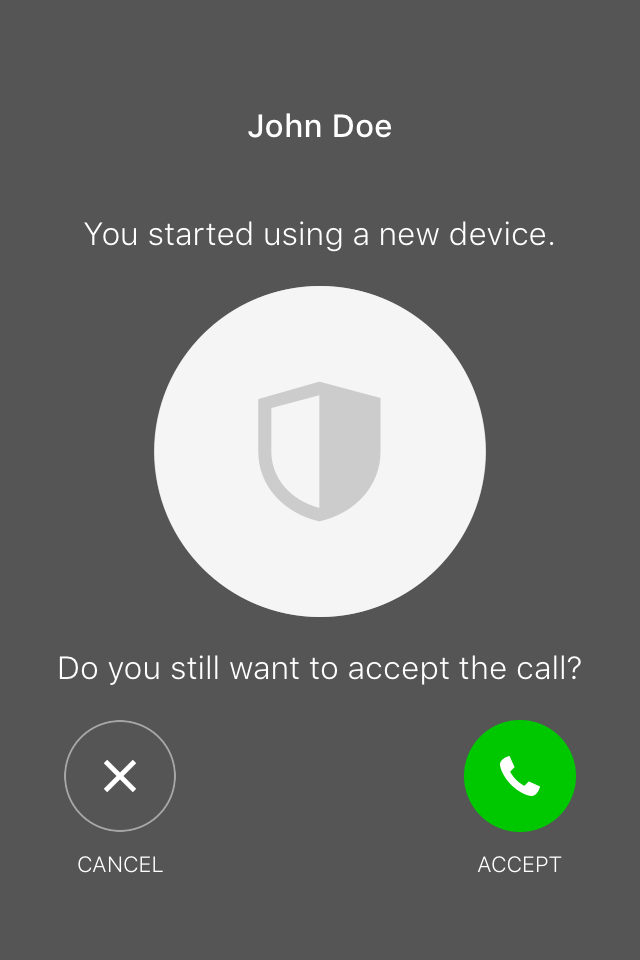 John Doe
You started using a new device.
Do you still want to accept the call?
CANCEL
ACCEPT